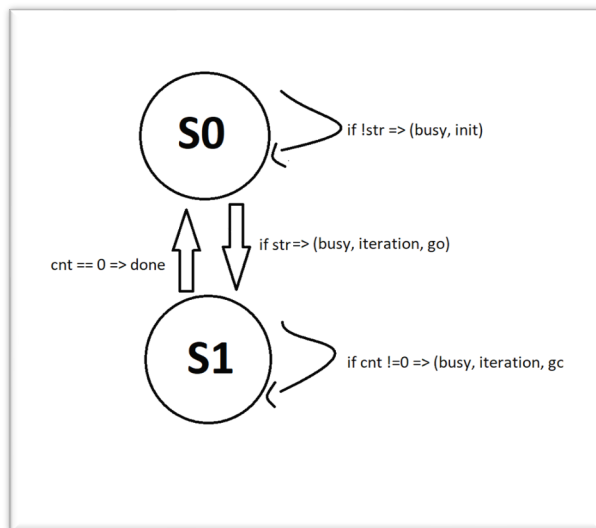 S0
if !str => (busy, init)
if str=> (busy, iteration, go)
cnt == 0 => done
S1
if cnt !=0 => (busy, iteration, gc